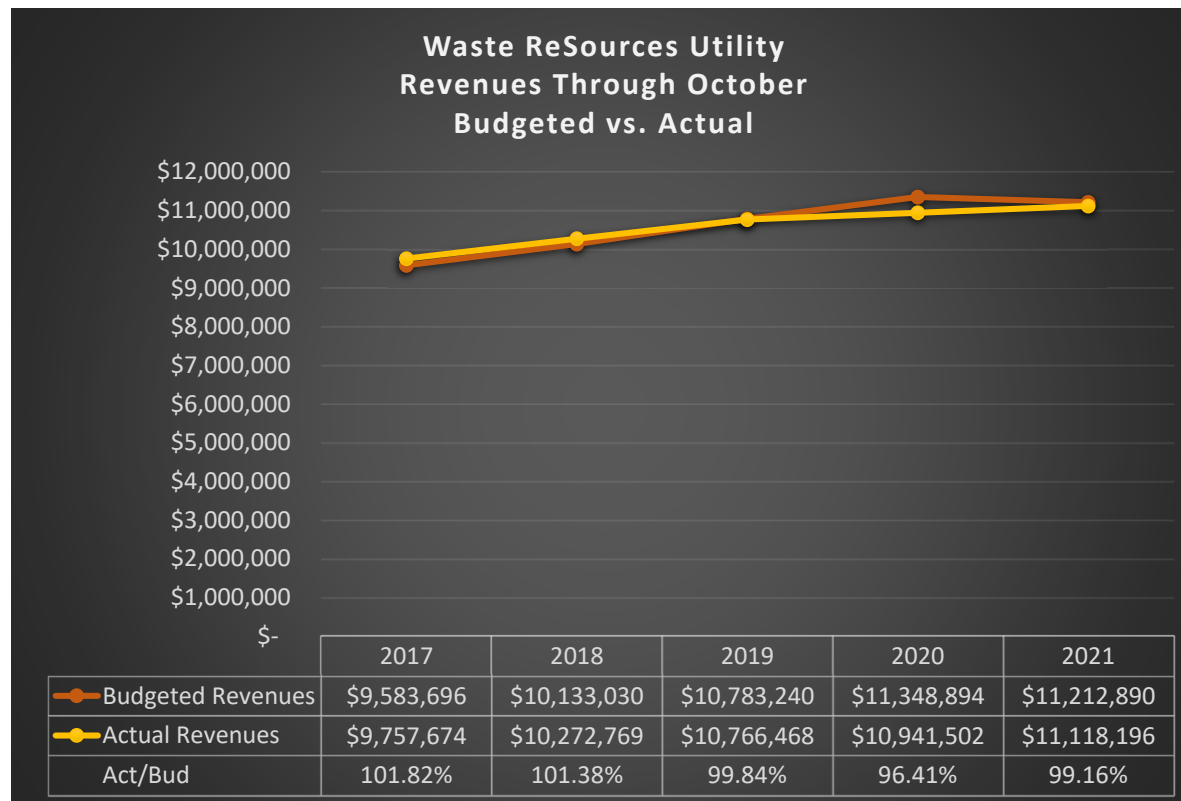 Waste ReSources Utility
Revenues Through October
Budgeted vs. Actual
$12,000,000
$11,000,000
$10,000,000
$9,000,000
$8,000,000
$7,000,000
$6,000,000
$5,000,000
$4,000,000
$3,000,000
$2,000,000
$1,000,000
$-
2017 2018 2019 2020 2021
Budgeted Revenues $9,583,696 $10,133,030 $10,783,240 $11,348,894 $11,212,890
Actual Revenues $9,757,674 $10,272,769 $10,766,468 $10,941,502 $11,118,196
Act/Bud 101.82% 101.38% 99.84% 96.41% 99.16%